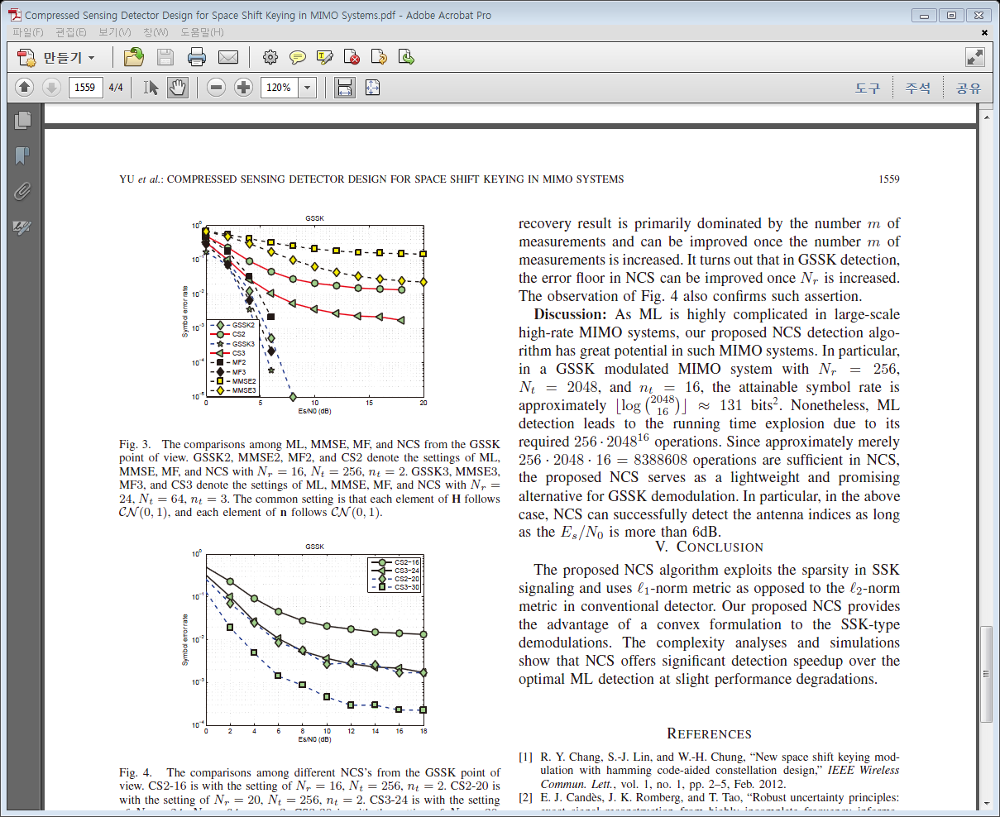 Compressed Sensing Detector Design for Space Shift Keying in MIMO Systems.pdf - Adobe Acrobat Pro
파일(F) 편집(E) 보기(V) 창(W) 도움말(H)
만들기
1559 4/4 120% 도구 주석 공유
YU et al.: COMPRESSED SENSING DETECTOR DESIGN FOR SPACE SHIFT KEYING IN MIMO SYSTEMS 1559
GSSK
10^0
10^-1
10^-2
10^-3
10^-4
10^-5
Symbol error rate
GSSK2
CS2
GSSK3
CS3
MF2
MF3
MMSE2
MMSE3
0 5 10 15 20
Es/N0 (dB)
Fig. 3. The comparisons among ML, MMSE, MF, and NCS from the GSSK
point of view. GSSK2, MMSE2, MF2, and CS2 denote the settings of ML,
MMSE, MF, and NCS with N_r = 16, N_t = 256, n_t = 2. GSSK3, MMSE3,
MF3, and CS3 denote the settings of ML, MMSE, MF, and NCS with N_r =
24, N_t = 64, n_t = 3. The common setting is that each element of H follows
CN(0, 1), and each element of n follows CN(0, 1).
GSSK
10^0
10^-1
10^-2
10^-3
10^-4
Symbol error rate
CS2-16
CS3-24
CS2-20
CS3-30
0 2 4 6 8 10 12 14 16 18
Es/N0 (dB)
Fig. 4. The comparisons among different NCS's from the GSSK point of
view. CS2-16 is with the setting of N_r = 16, N_t = 256, n_t = 2. CS2-20 is
with the setting of N_r = 20, N_t = 256, n_t = 2. CS3-24 is with the setting
recovery result is primarily dominated by the number m of
measurements and can be improved once the number m of
measurements is increased. It turns out that in GSSK detection,
the error floor in NCS can be improved once N_r is increased.
The observation of Fig. 4 also confirms such assertion.
Discussion: As ML is highly complicated in large-scale
high-rate MIMO systems, our proposed NCS detection algo-
rithm has great potential in such MIMO systems. In particular,
in a GSSK modulated MIMO system with N_r = 256,
N_t = 2048, and n_t = 16, the attainable symbol rate is
approximately ⌊log (2048 16)⌋ ≈ 131 bits². Nonetheless, ML
detection leads to the running time explosion due to its
required 256 · 2048^16 operations. Since approximately merely
256 · 2048 · 16 = 8388608 operations are sufficient in NCS,
the proposed NCS serves as a lightweight and promising
alternative for GSSK demodulation. In particular, in the above
case, NCS can successfully detect the antenna indices as long
as the E_s/N_0 is more than 6dB.
V. CONCLUSION
The proposed NCS algorithm exploits the sparsity in SSK
signaling and uses ℓ_1-norm metric as opposed to the ℓ_2-norm
metric in conventional detector. Our proposed NCS provides
the advantage of a convex formulation to the SSK-type
demodulations. The complexity analyses and simulations
show that NCS offers significant detection speedup over the
optimal ML detection at slight performance degradations.
REFERENCES
[1] R. Y. Chang, S.-J. Lin, and W.-H. Chung, “New space shift keying mod-
ulation with hamming code-aided constellation design,” IEEE Wireless
Commun. Lett., vol. 1, no. 1, pp. 2–5, Feb. 2012.
[2] E. J. Candès, J. K. Romberg, and T. Tao, “Robust uncertainty principles: